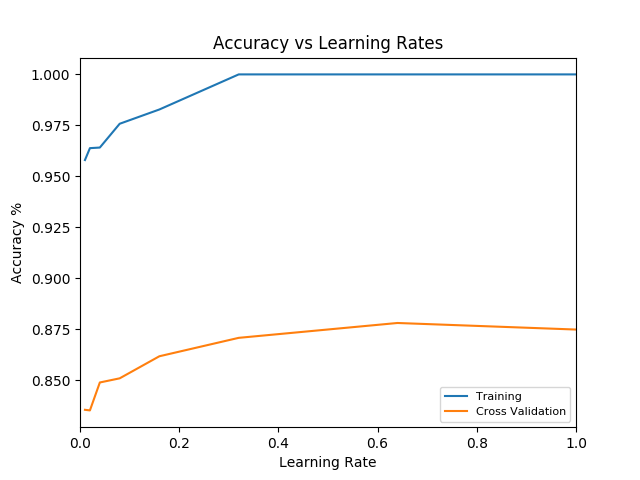 Accuracy vs Learning Rates
Accuracy %
1.000
0.975
0.950
0.925
0.900
0.875
0.850
Training
Cross Validation
0.0 0.2 0.4 0.6 0.8 1.0
Learning Rate